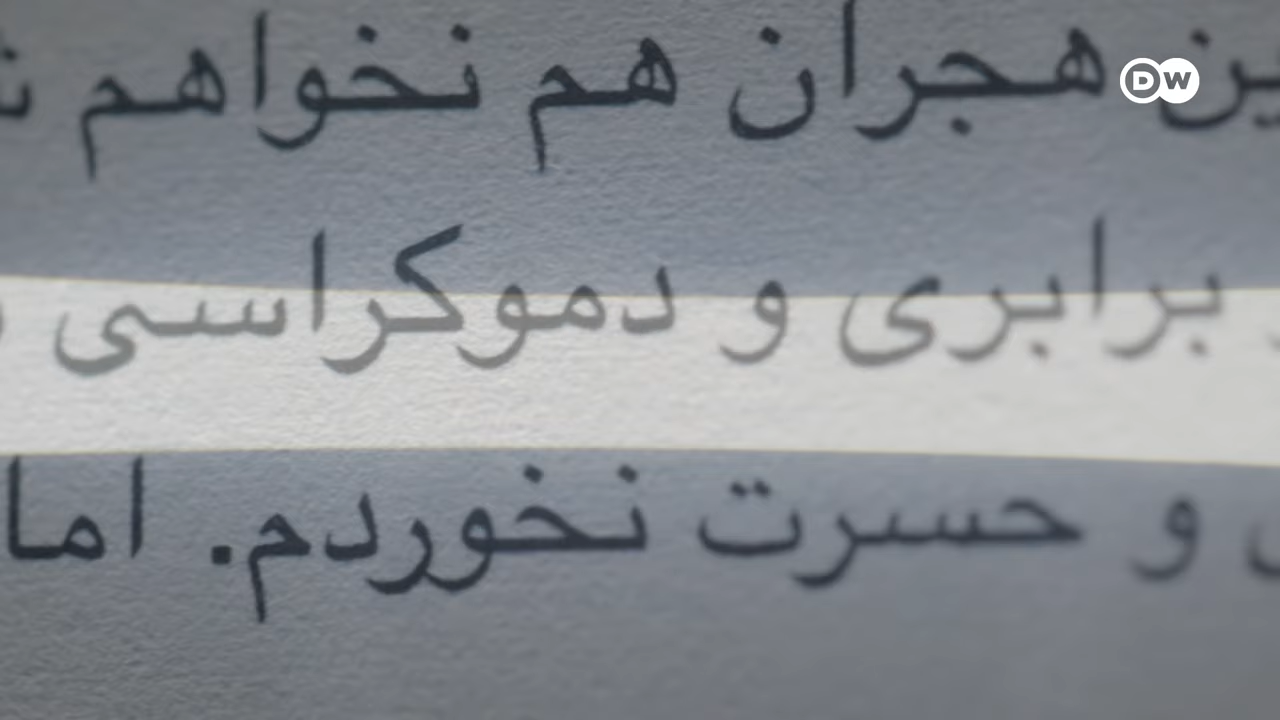 DW
هجران هم نخواهم
برابری و دموکراسی
و حسرت نخوردم. اما